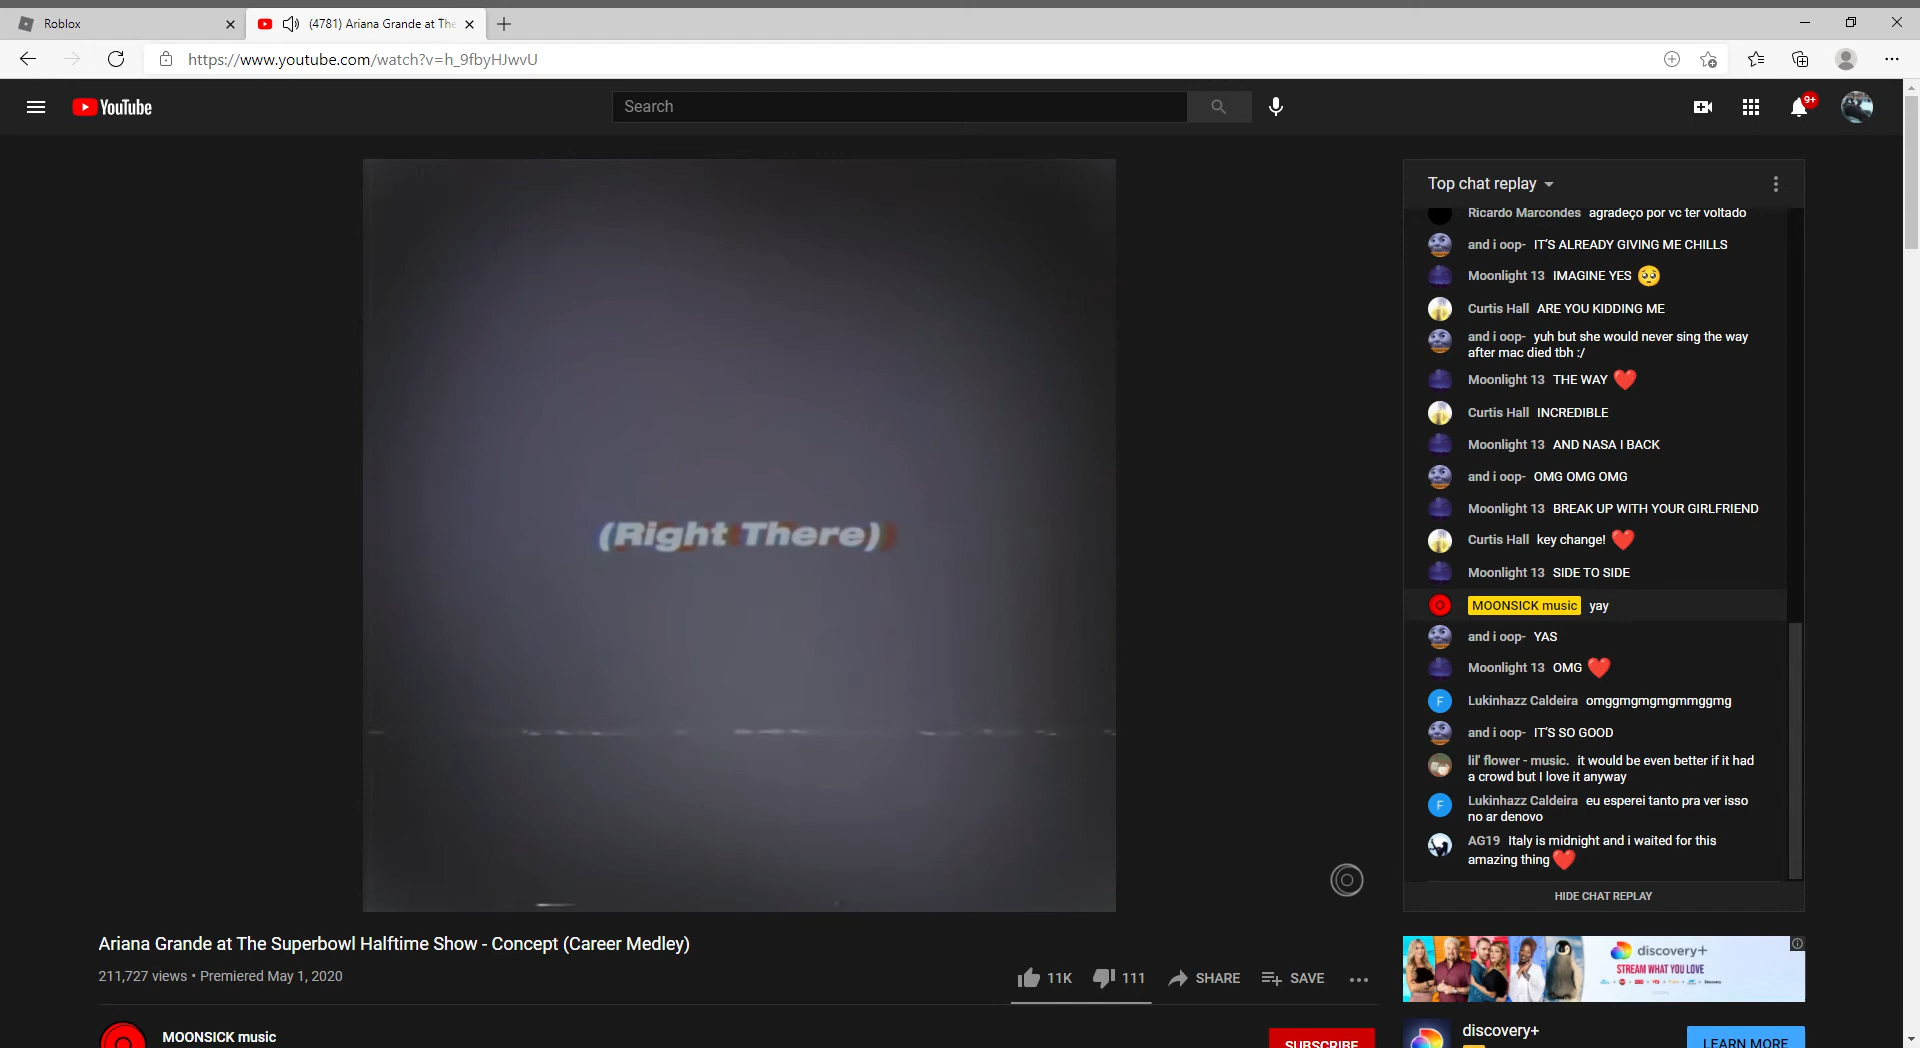 Roblox
(4781) Ariana Grande at The
https://www.youtube.com/watch?v=h_9fbyHJwvU
YouTube
Search
9+
(Right There)
Top chat replay
Ricardo Marcondes agradeço por vc ter voltado
and i oop- IT'S ALREADY GIVING ME CHILLS
Moonlight 13 IMAGINE YES 🥺
Curtis Hall ARE YOU KIDDING ME
and i oop- yuh but she would never sing the way
after mac died tbh :/
Moonlight 13 THE WAY ❤️
Curtis Hall INCREDIBLE
Moonlight 13 AND NASA I BACK
and i oop- OMG OMG OMG
Moonlight 13 BREAK UP WITH YOUR GIRLFRIEND
Curtis Hall key change! ❤️
Moonlight 13 SIDE TO SIDE
MOONSICK music yay
and i oop- YAS
Moonlight 13 OMG ❤️
F Lukinhazz Caldeira omggmgmgmgmmggmg
and i oop- IT'S SO GOOD
lil' flower - music. it would be even better if it had
a crowd but I love it anyway
F Lukinhazz Caldeira eu esperei tanto pra ver isso
no ar denovo
AG19 Italy is midnight and i waited for this
amazing thing ❤️
HIDE CHAT REPLAY
Ariana Grande at The Superbowl Halftime Show - Concept (Career Medley)
211,727 views • Premiered May 1, 2020
11K 111 SHARE SAVE
MOONSICK music
SUBSCRIBE
discovery+
STREAM WHAT YOU LOVE
discovery+
LEARN MORE